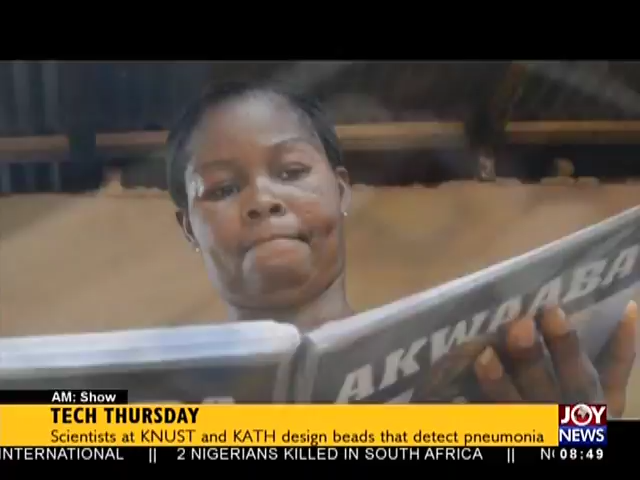 AKWAABA
AM: Show
TECH THURSDAY
Scientists at KNUST and KATH design beads that detect pneumonia
JOY
NEWS
NTERNATIONAL || 2 NIGERIANS KILLED IN SOUTH AFRICA ||
08:49